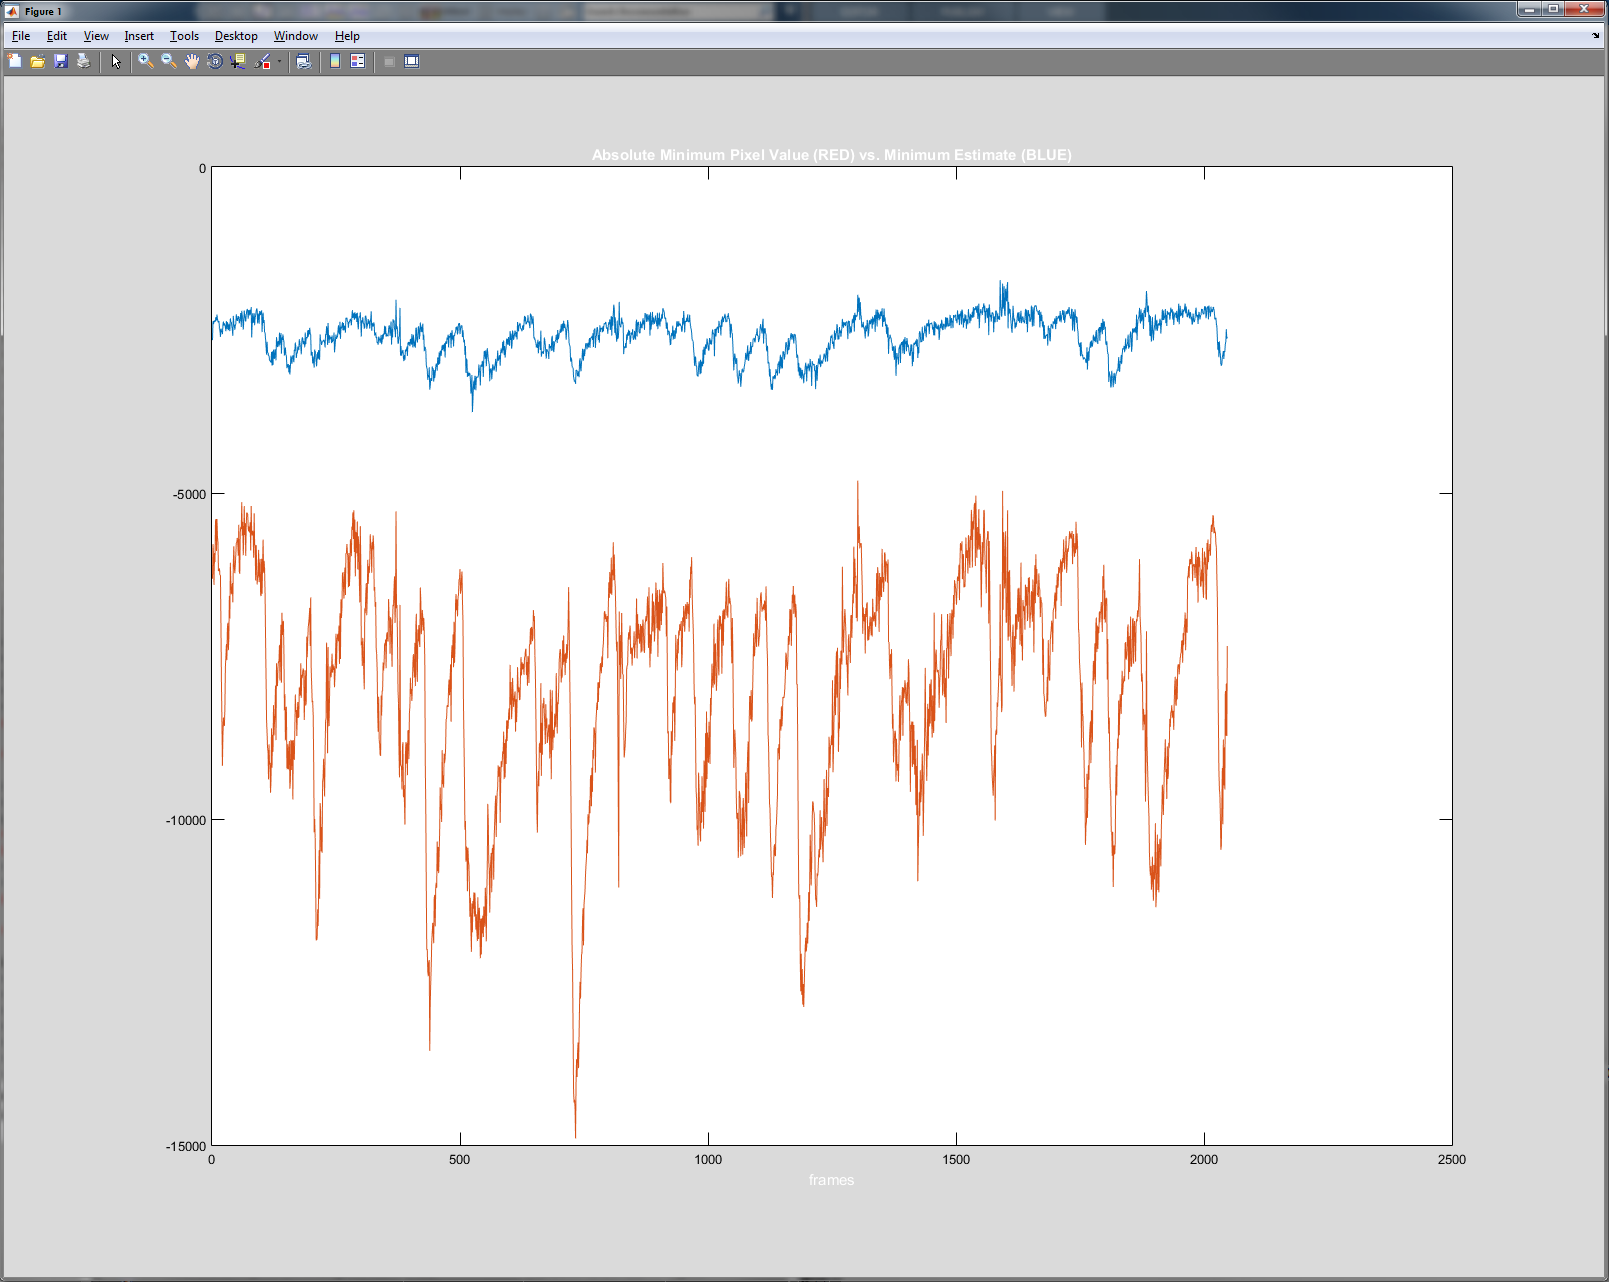 Figure 1
File Edit View Insert Tools Desktop Window Help
Absolute Minimum Pixel Value (RED) vs. Minimum Estimate (BLUE)
0
-5000
-10000
-15000
0 500 1000 1500 2000 2500
frames